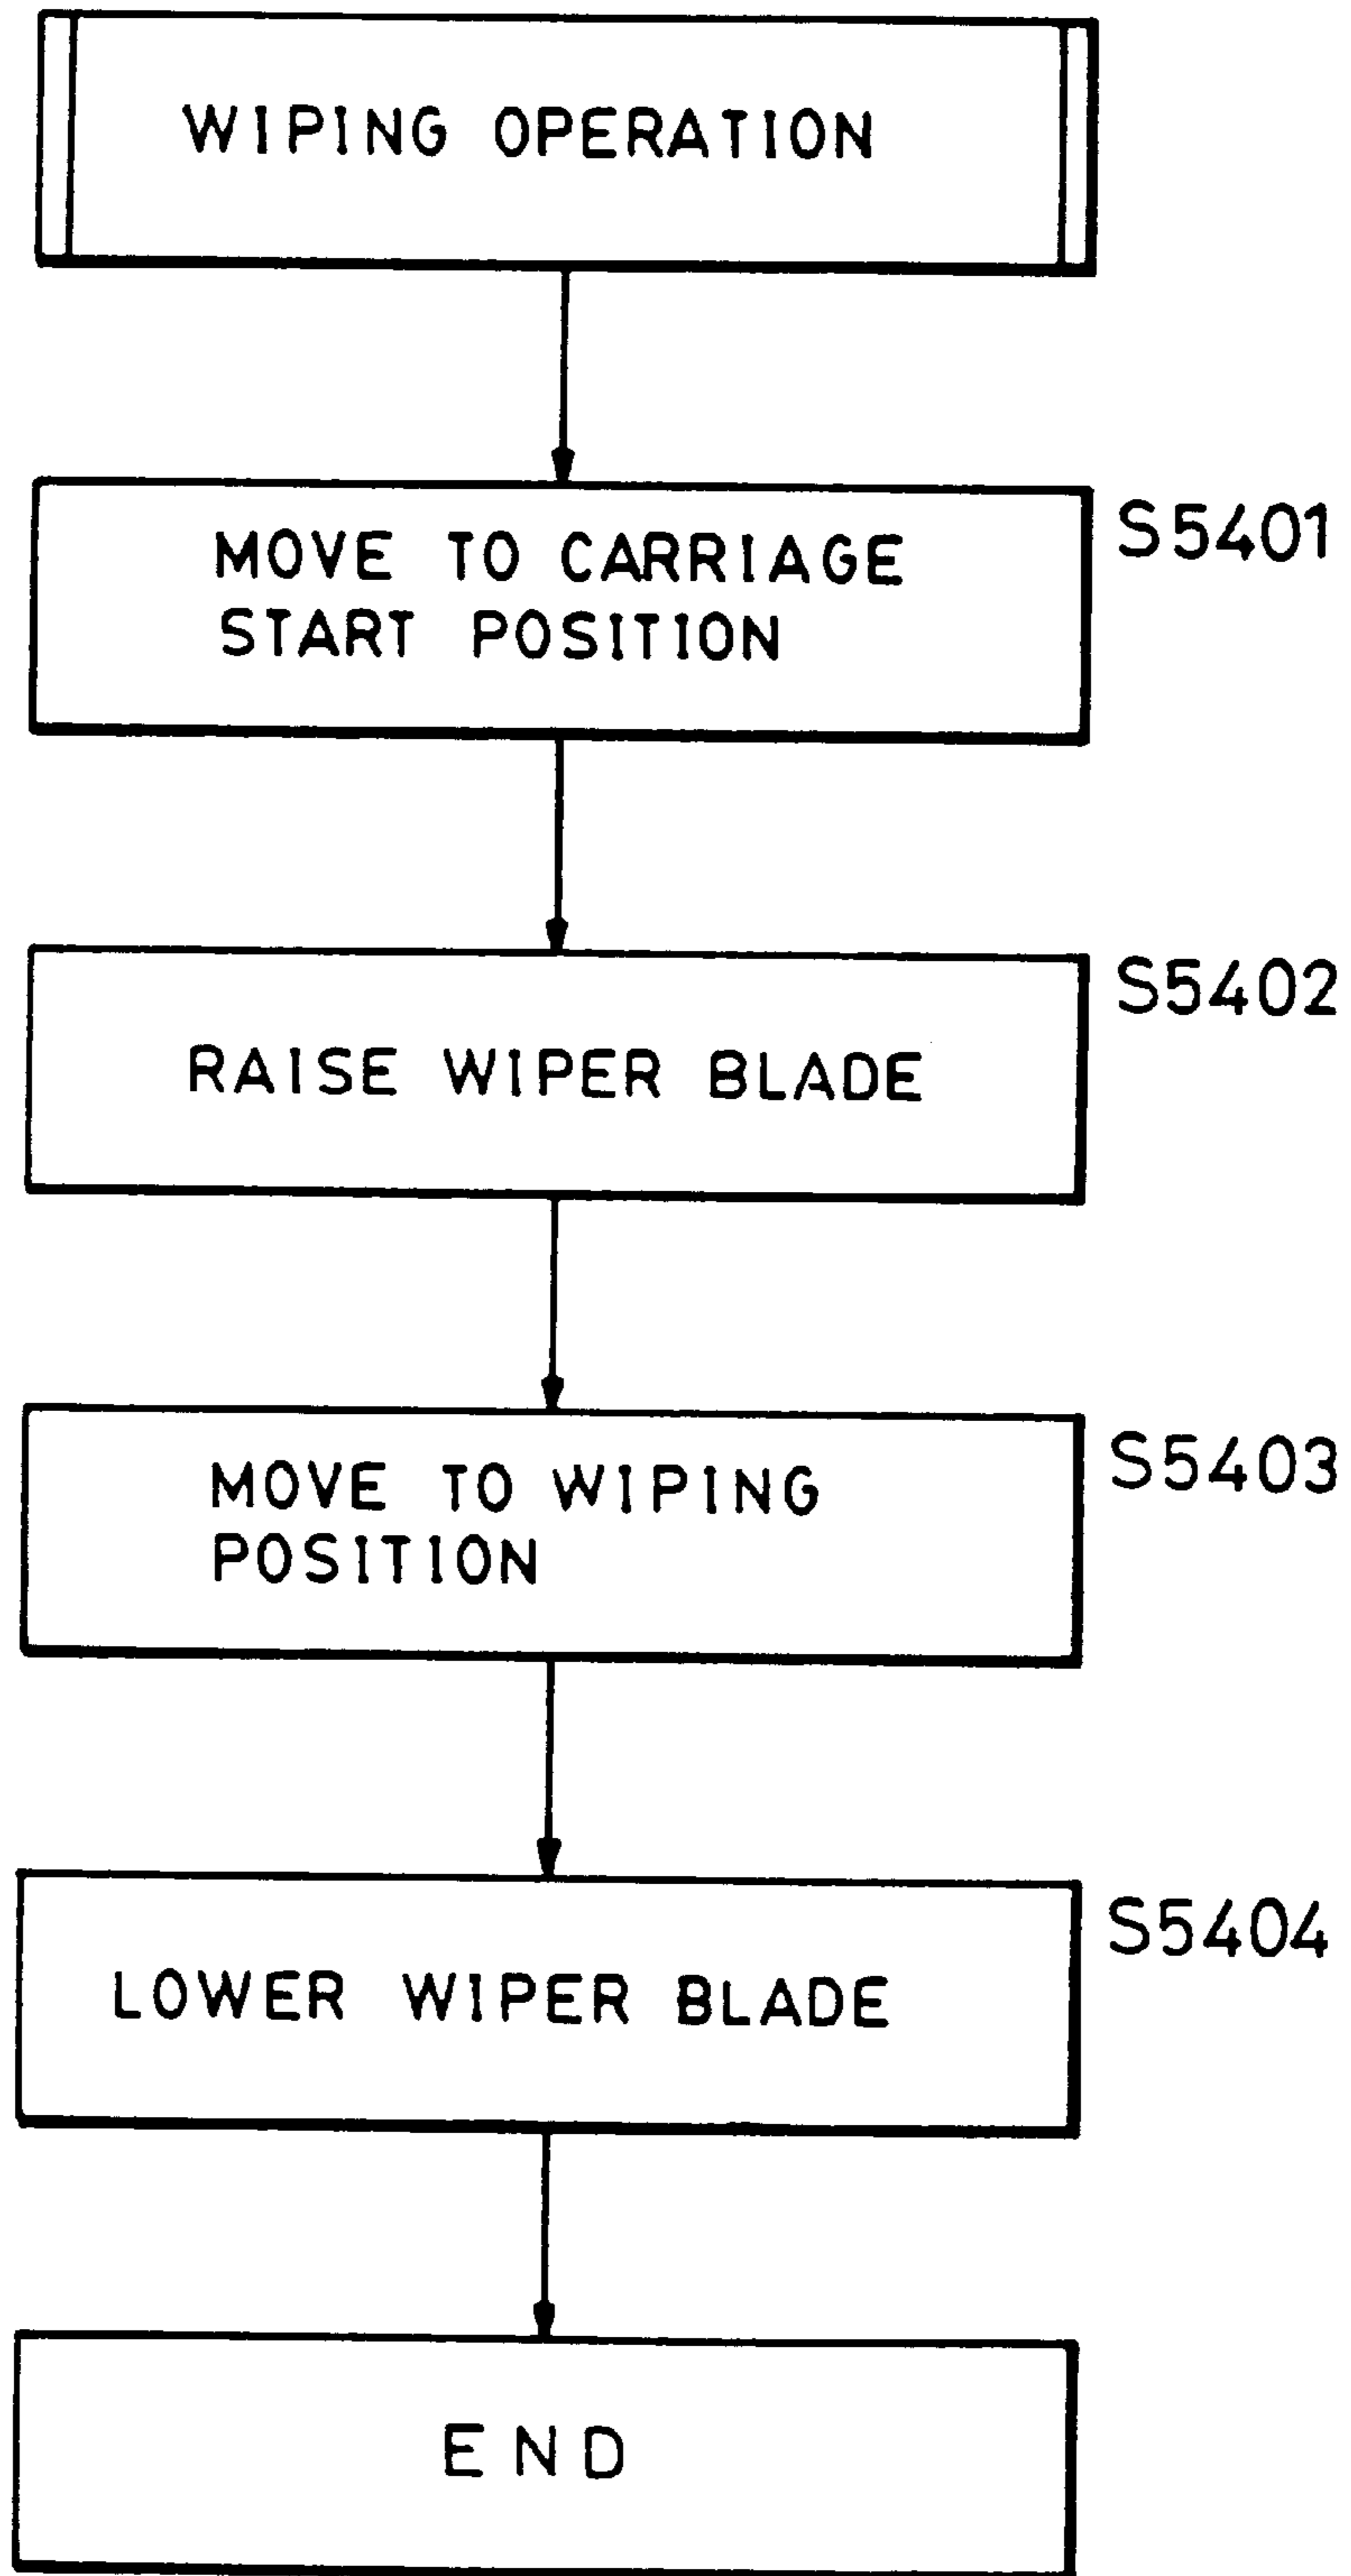 WIPING OPERATION
MOVE TO CARRIAGE
START POSITION
S5401
RAISE WIPER BLADE
S5402
MOVE TO WIPING
POSITION
S5403
LOWER WIPER BLADE
S5404
END